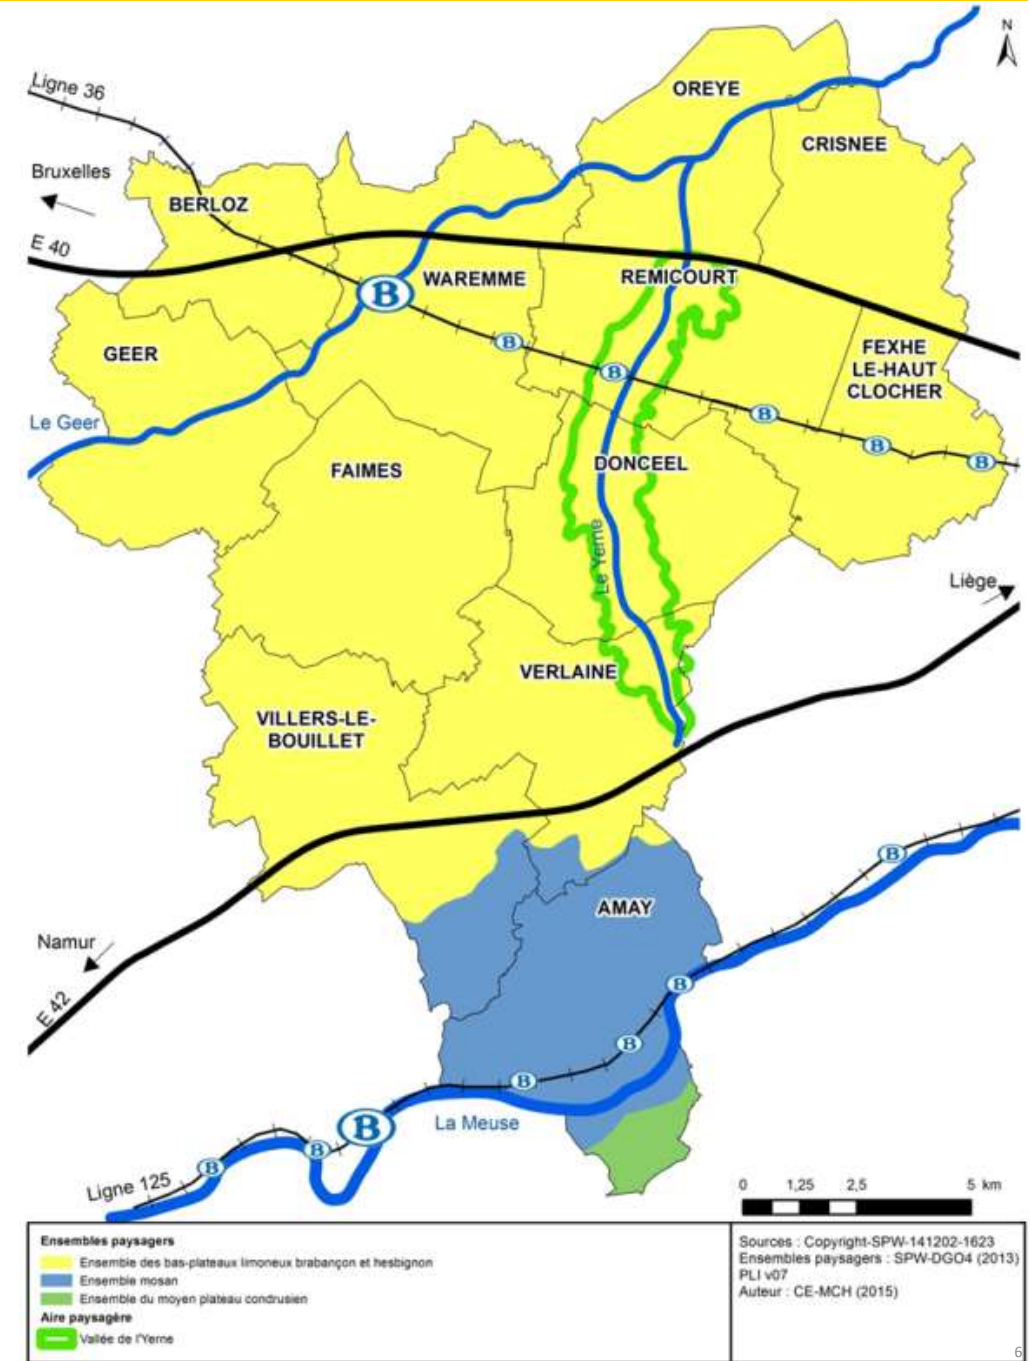 N
OREYE
Ligne 36
CRISNEE
Bruxelles
BERLOZ
E 40
WAREMME
REMICOURT
B
GEER
FEXHE
LE-HAUT
CLOCHER
B
B
B
Le Geer
B
B
FAIMES
DONCEEL
Le Yerne
Liège
VERLAINE
VILLERS-LE-
BOUILLET
B
AMAY
Namur
B
E 42
B
B
La Meuse
B
B
B
Ligne 125
0 1,25 2,5 5 km
Ensembles paysagers
Ensemble des bas-plateaux limoneux brabançon et hesbignon
Ensemble mosan
Ensemble du moyen plateau condrusien
Aire paysagère
Vallée de l'Yerne
Sources : Copyright-SPW-141202-1623
Ensembles paysagers : SPW-DGO4 (2013)
PLI v07
Auteur : CE-MCH (2015)
6